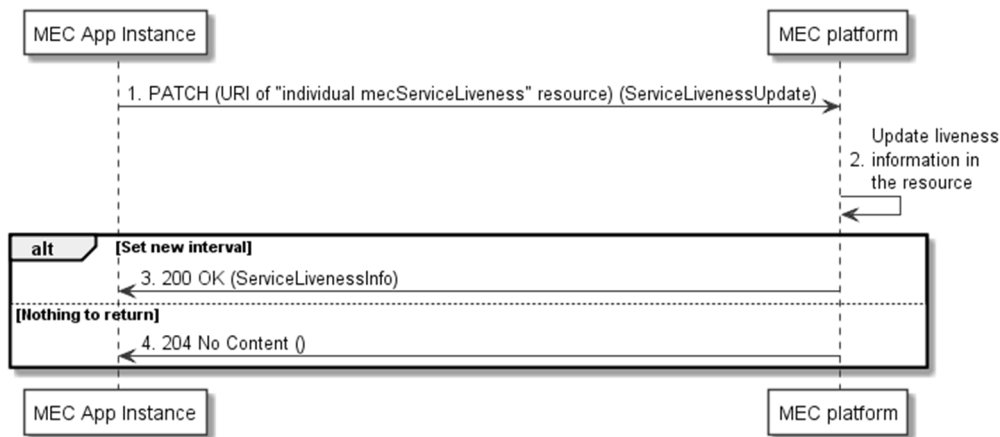 MEC App Instance
MEC platform
1. PATCH (URI of "individual mecServiceLiveness" resource) (ServiceLivenessUpdate)
Update liveness
2. information in
the resource
alt
[Set new interval]
3. 200 OK (ServiceLivenessInfo)
[Nothing to return]
4. 204 No Content ()
MEC App Instance
MEC platform